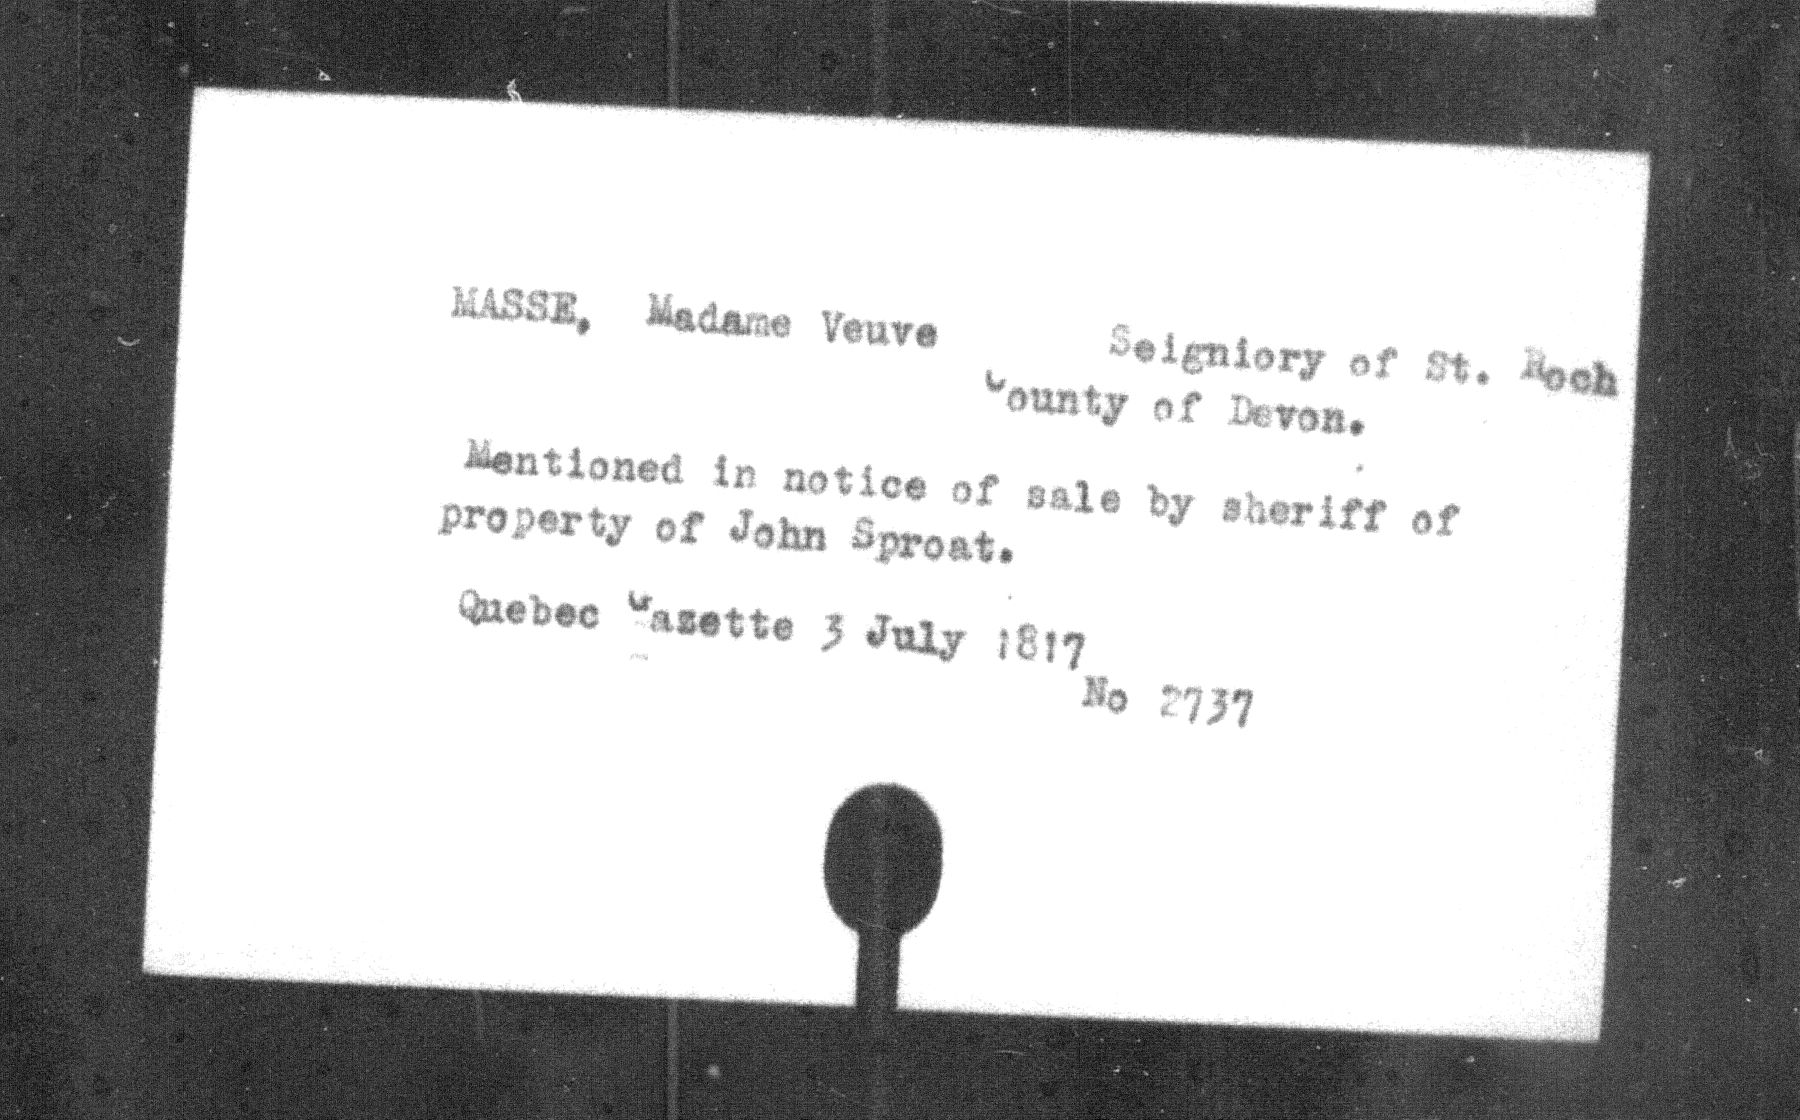 MASSE, Madame Veuve Seigniory of St. Roch
County of Devon.
Mentioned in notice of sale by sheriff of
property of John Sproat.
Quebec Gazette 3 July 1817
No 2737